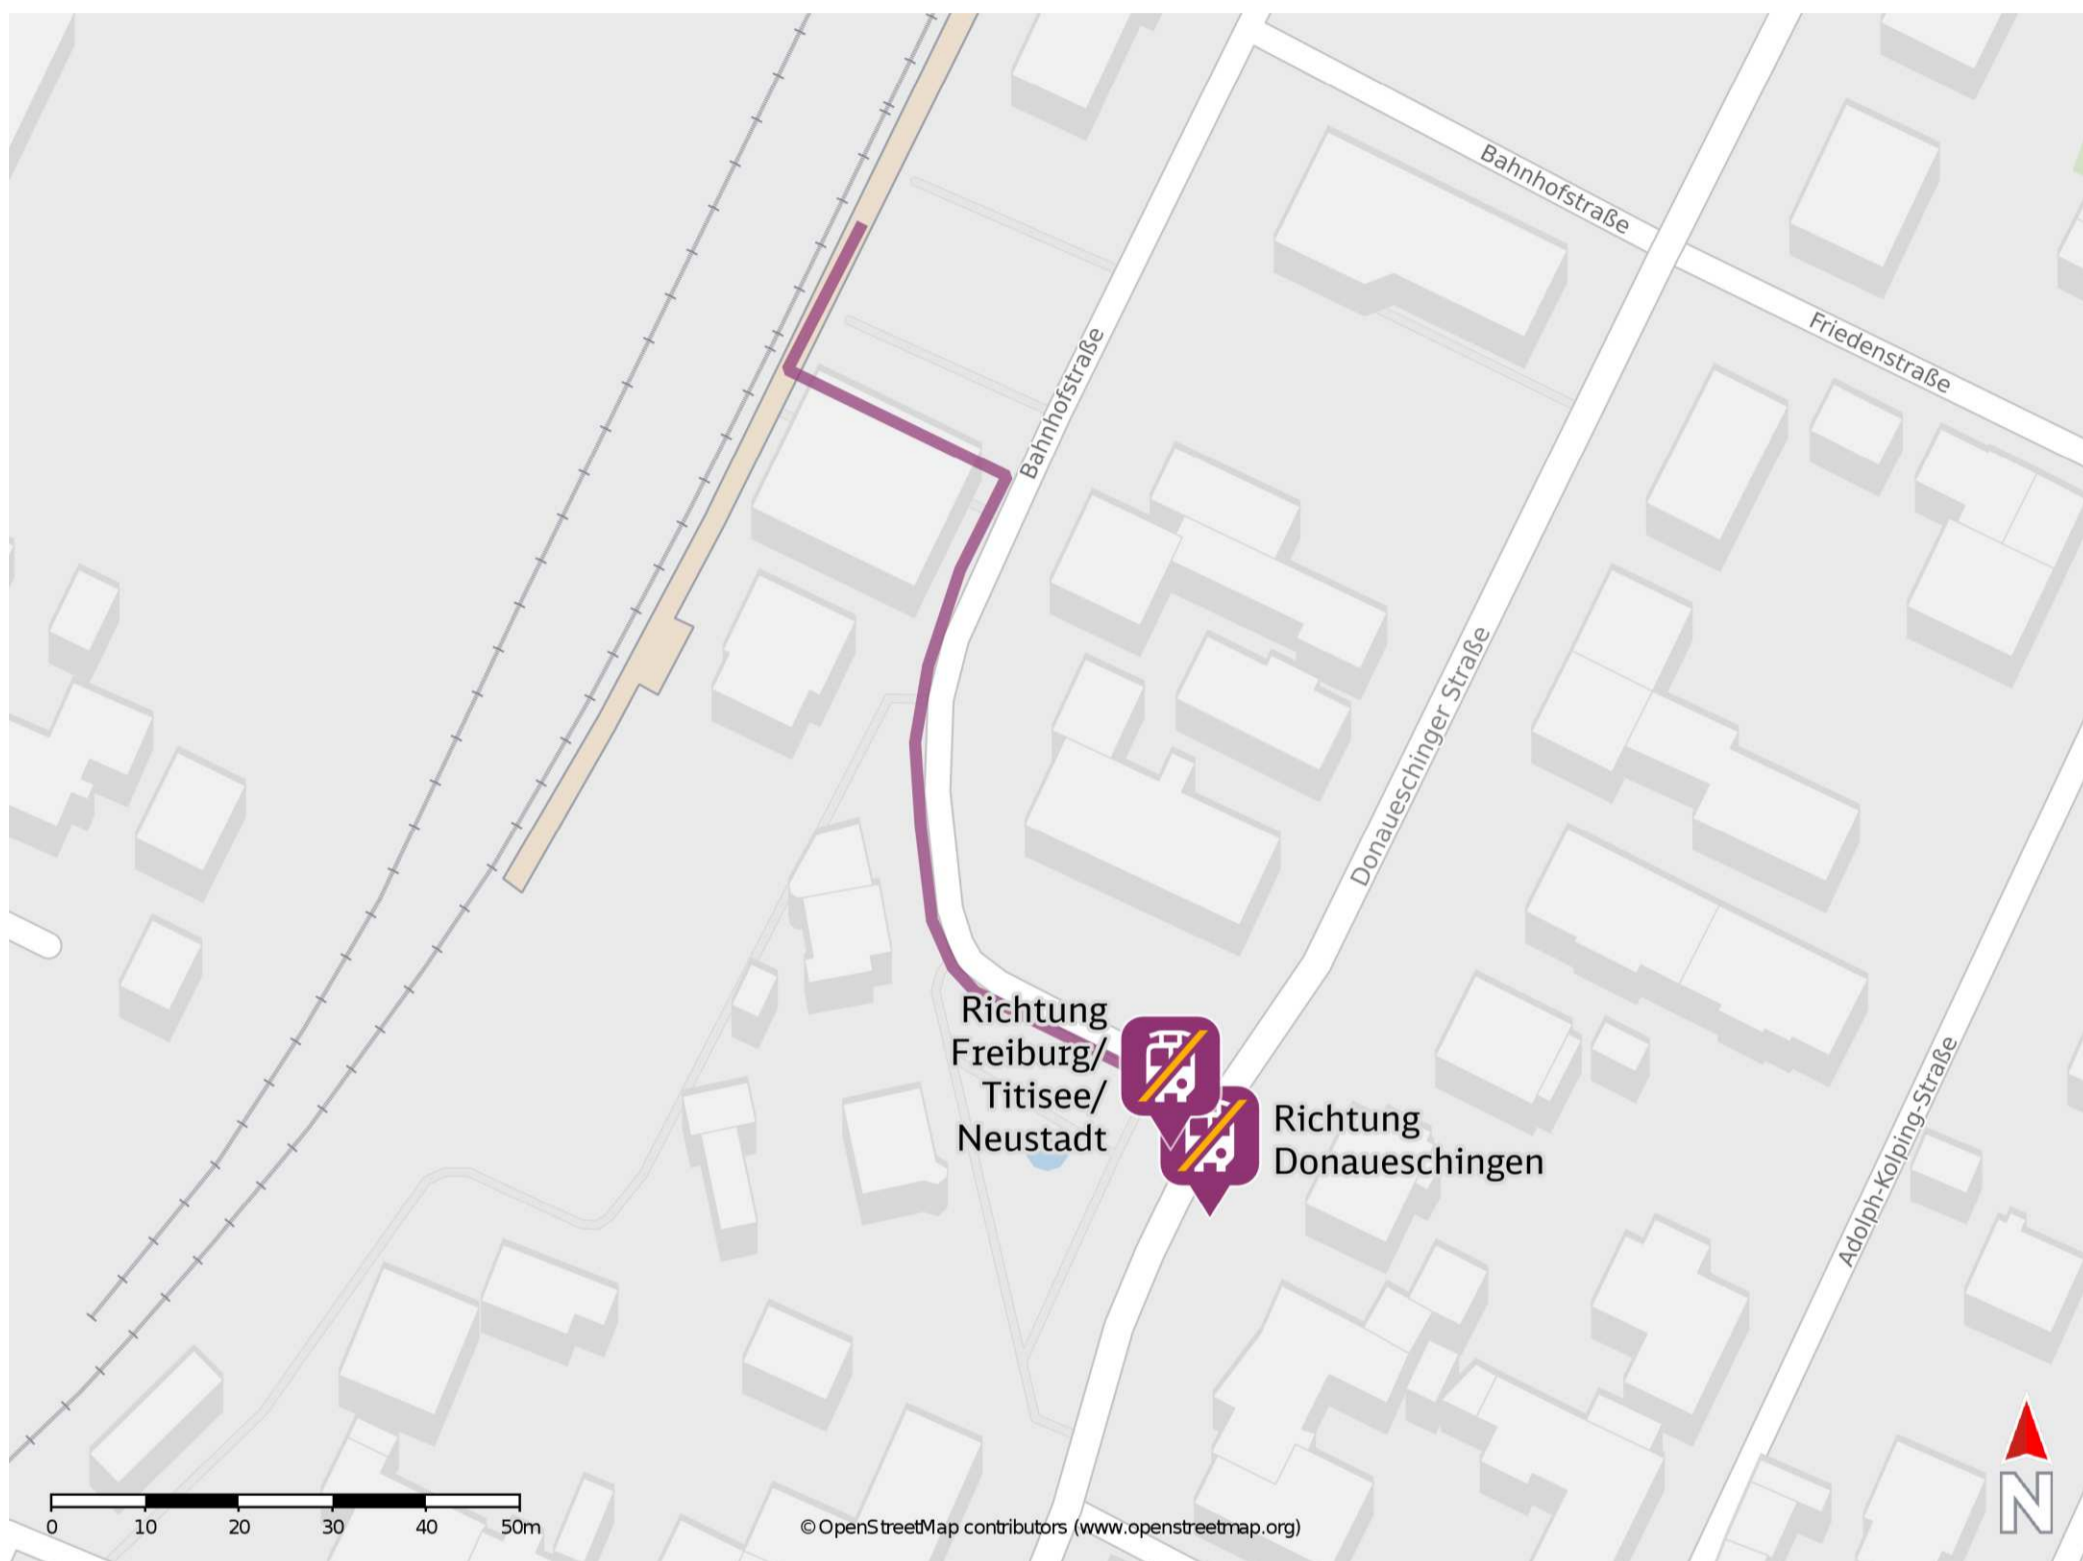 Bahnhofstraße
Friedenstraße
Bahnhofstraße
Donaueschinger Straße
Richtung
Freiburg/
Titisee/
Neustadt
Richtung
Donaueschingen
Adolph-Kolping-Straße
N
0 10 20 30 40 50m
© OpenStreetMap contributors (www.openstreetmap.org)